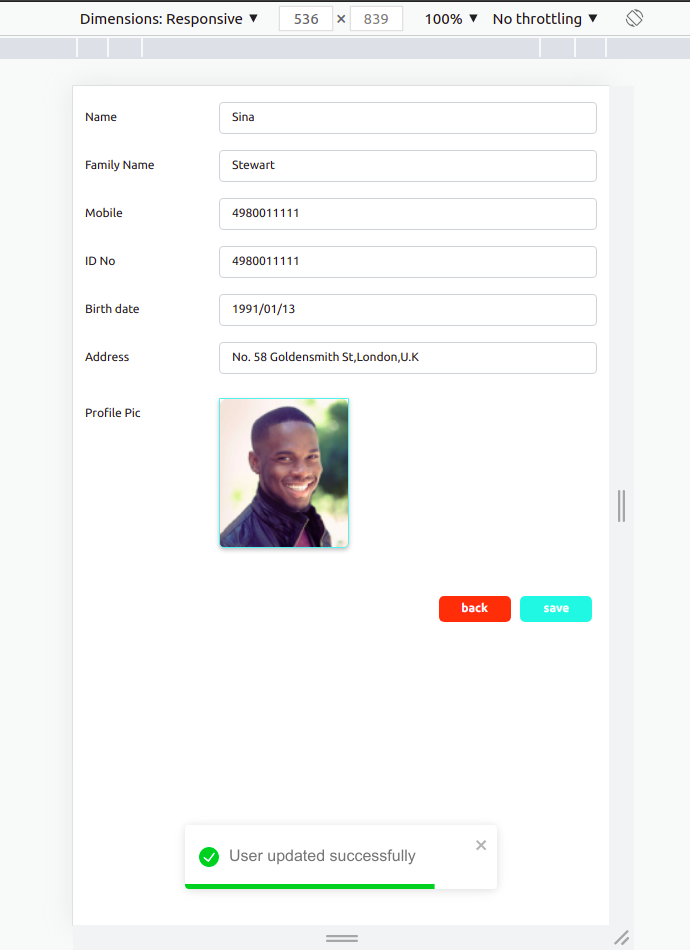 Dimensions: Responsive ▼ 536 × 839 100% ▼ No throttling ▼
Name Sina
Family Name Stewart
Mobile 4980011111
ID No 4980011111
Birth date 1991/01/13
Address No. 58 Goldensmith St,London,U.K
Profile Pic
back save
User updated successfully